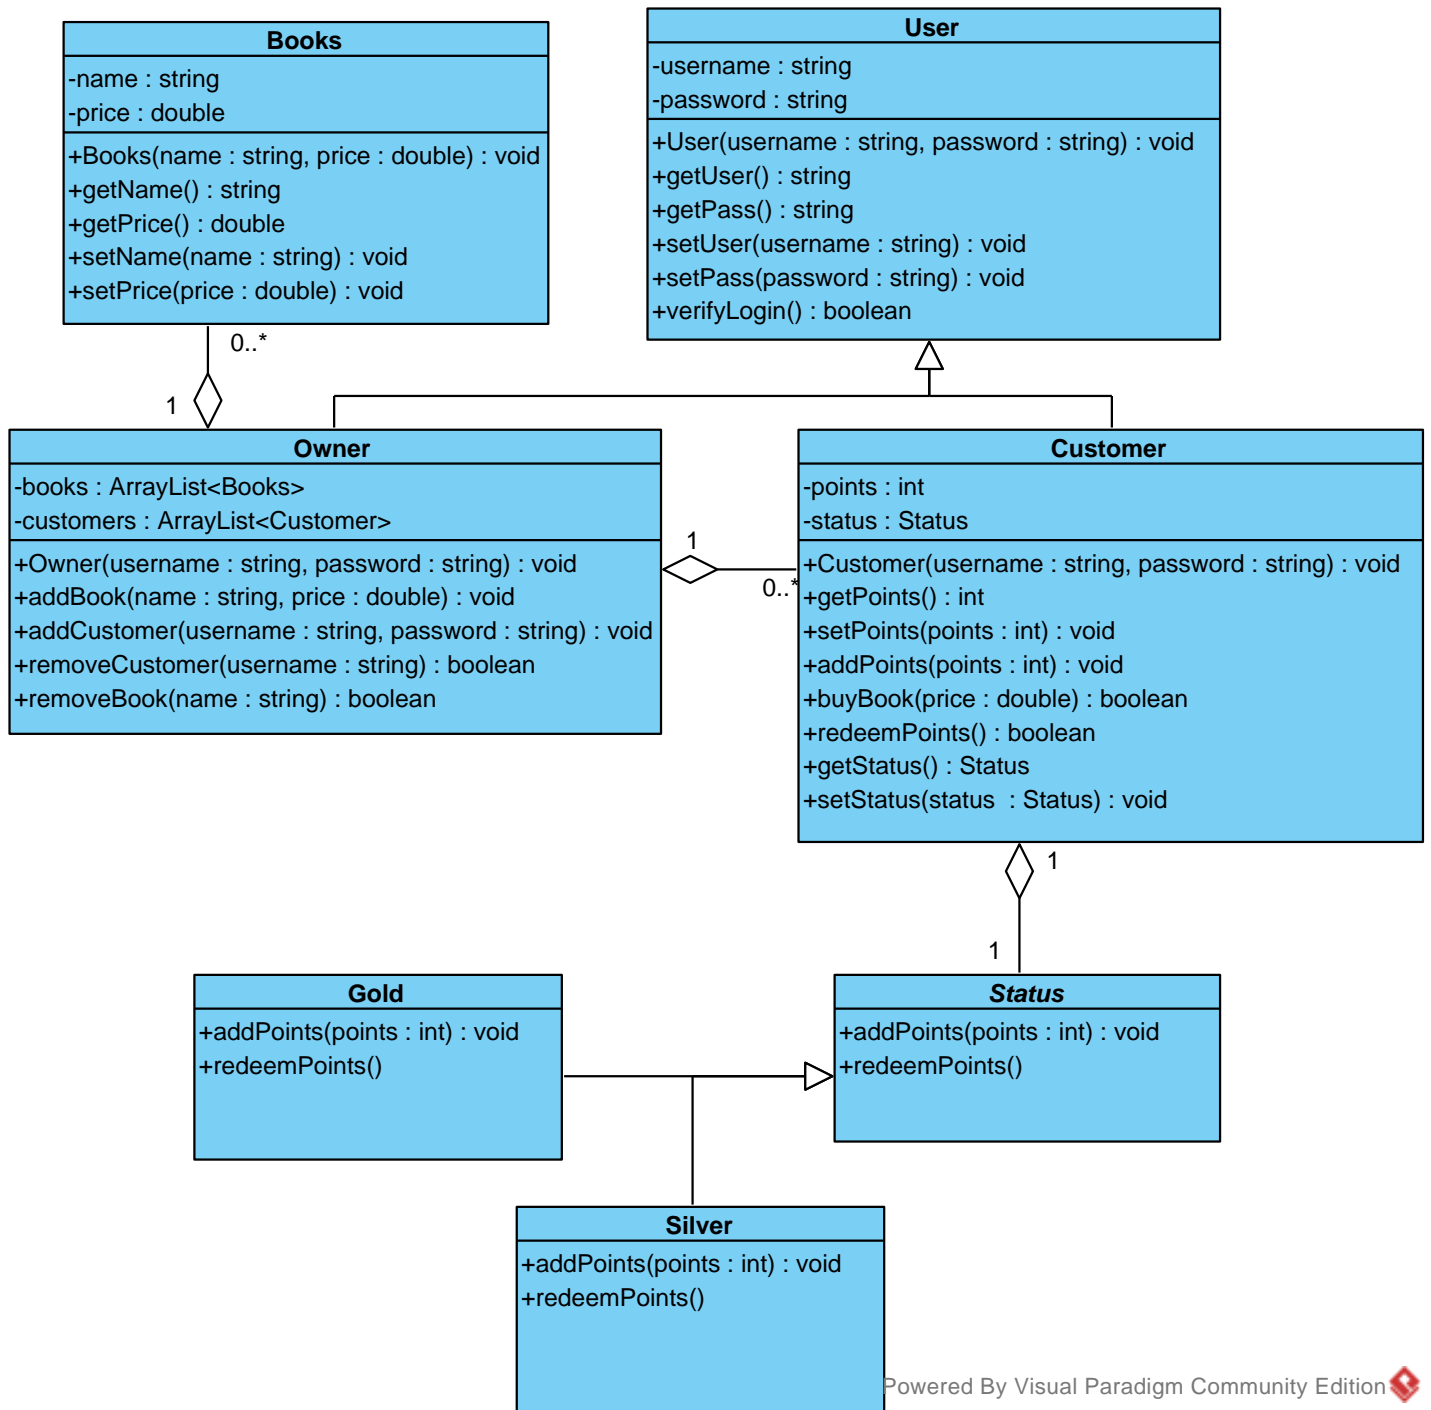 Books
-name : string
-price : double
+Books(name : string, price : double) : void
+getName() : string
+getPrice() : double
+setName(name : string) : void
+setPrice(price : double) : void
User
-username : string
-password : string
+User(username : string, password : string) : void
+getUser() : string
+getPass() : string
+setUser(username : string) : void
+setPass(password : string) : void
+verifyLogin() : boolean
0..*
1
Owner
-books : ArrayList<Books>
-customers : ArrayList<Customer>
+Owner(username : string, password : string) : void
+addBook(name : string, price : double) : void
+addCustomer(username : string, password : string) : void
+removeCustomer(username : string) : boolean
+removeBook(name : string) : boolean
1
0..*
Customer
-points : int
-status : Status
+Customer(username : string, password : string) : void
+getPoints() : int
+setPoints(points : int) : void
+addPoints(points : int) : void
+buyBook(price : double) : boolean
+redeemPoints() : boolean
+getStatus() : Status
+setStatus(status  : Status) : void
1
1
Gold
+addPoints(points : int) : void
+redeemPoints()
Status
+addPoints(points : int) : void
+redeemPoints()
Silver
+addPoints(points : int) : void
+redeemPoints()
Powered By Visual Paradigm Community Edition